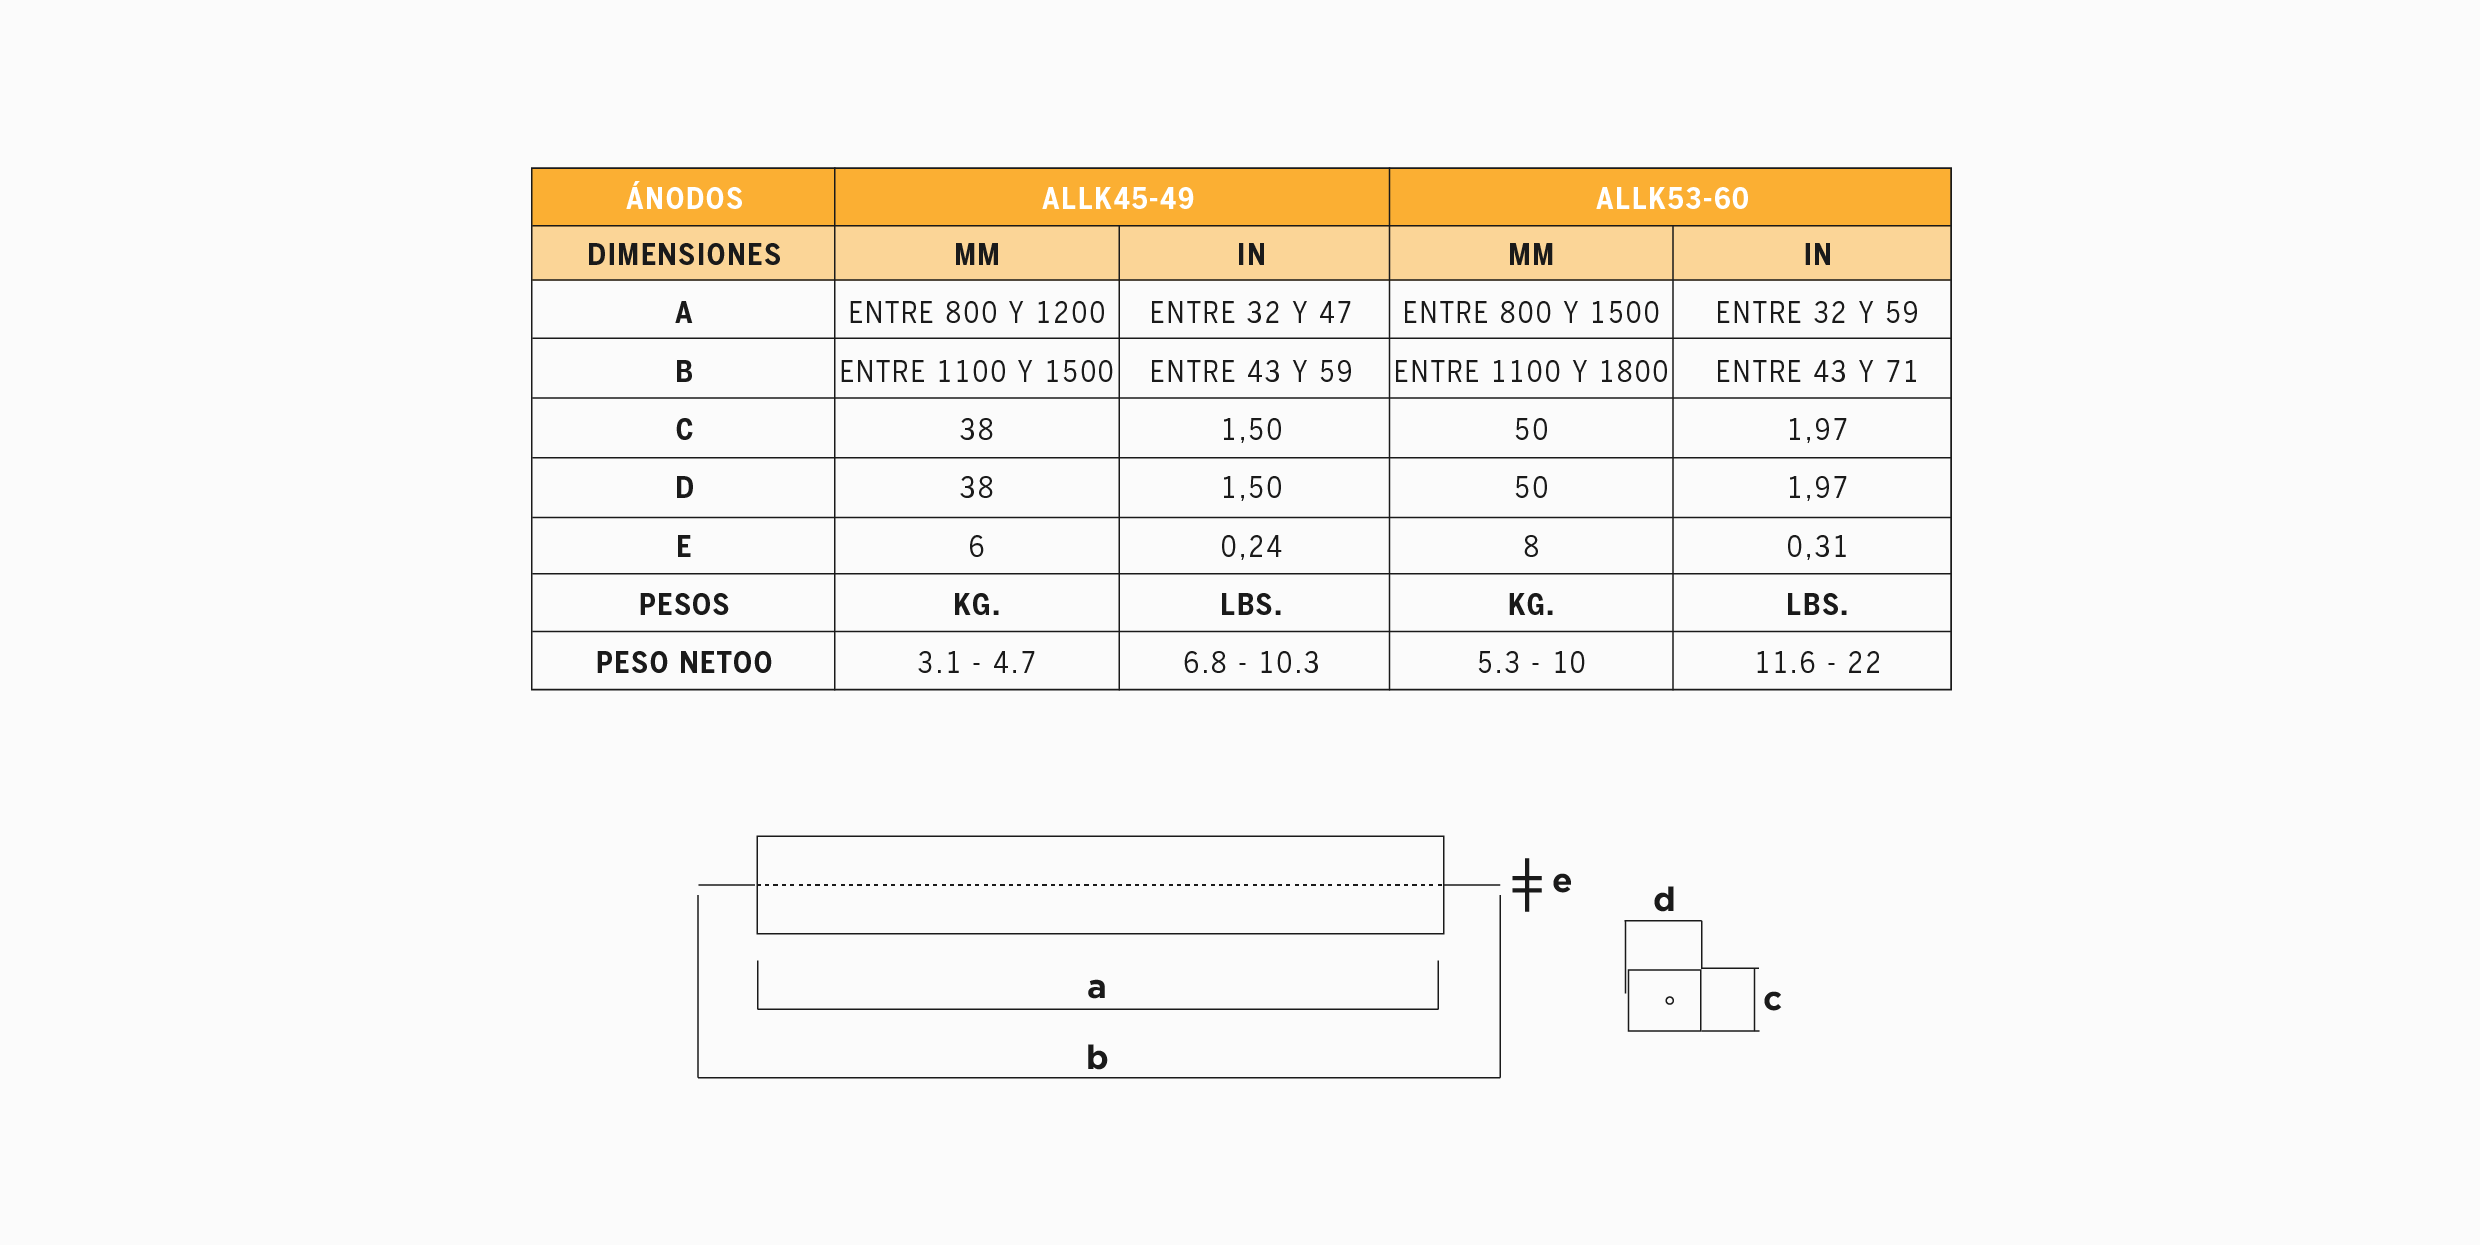 ÁNODOS ALLK45-49 ALLK53-60
DIMENSIONES MM IN MM IN
A ENTRE 800 Y 1200 ENTRE 32 Y 47 ENTRE 800 Y 1500 ENTRE 32 Y 59
B ENTRE 1100 Y 1500 ENTRE 43 Y 59 ENTRE 1100 Y 1800 ENTRE 43 Y 71
C 38 1,50 50 1,97
D 38 1,50 50 1,97
E 6 0,24 8 0,31
PESOS KG. LBS. KG. LBS.
PESO NETOO 3.1 - 4.7 6.8 - 10.3 5.3 - 10 11.6 - 22
e
d
a
c
b